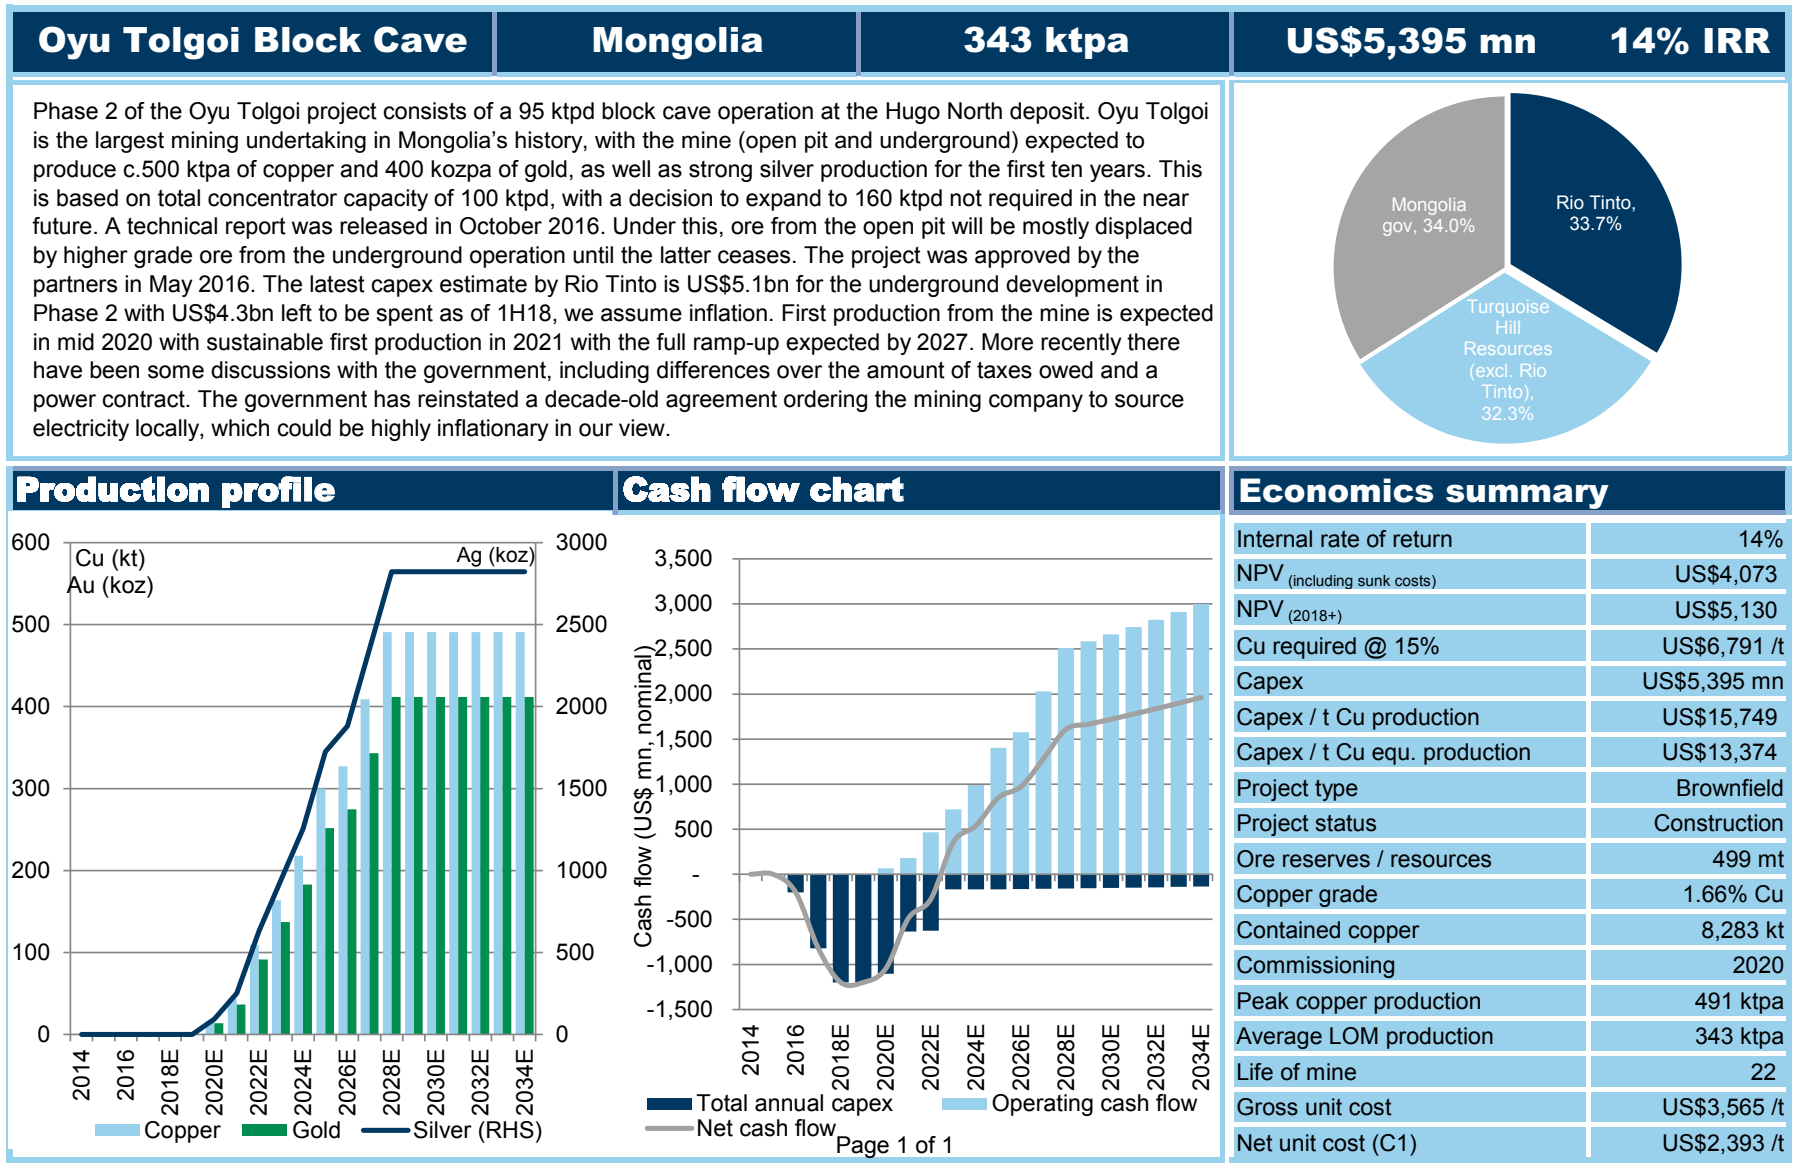 Oyu Tolgoi Block Cave
Mongolia
343 ktpa
US$5,395 mn
14% IRR
Phase 2 of the Oyu Tolgoi project consists of a 95 ktpd block cave operation at the Hugo North deposit. Oyu Tolgoi
is the largest mining undertaking in Mongolia's history, with the mine (open pit and underground) expected to
produce c.500 ktpa of copper and 400 kozpa of gold, as well as strong silver production for the first ten years. This
is based on total concentrator capacity of 100 ktpd, with a decision to expand to 160 ktpd not required in the near
future. A technical report was released in October 2016. Under this, ore from the open pit will be mostly displaced
by higher grade ore from the underground operation until the latter ceases. The project was approved by the
partners in May 2016. The latest capex estimate by Rio Tinto is US$5.1bn for the underground development in
Phase 2 with US$4.3bn left to be spent as of 1H18, we assume inflation. First production from the mine is expected
in mid 2020 with sustainable first production in 2021 with the full ramp-up expected by 2027. More recently there
have been some discussions with the government, including differences over the amount of taxes owed and a
power contract. The government has reinstated a decade-old agreement ordering the mining company to source
electricity locally, which could be highly inflationary in our view.
Mongolia
gov, 34.0%
Rio Tinto,
33.7%
Turquoise
Hill
Resources
(excl. Rio
Tinto),
32.3%
Production profile
600
500
400
300
200
100
0
Cu (kt)
Au (koz)
Ag (koz)
3000
2500
2000
1500
1000
500
0
2014
2016
2018E
2020E
2022E
2024E
2026E
2028E
2030E
2032E
2034E
Copper
Gold
Silver (RHS)
Cash flow chart
Cash flow (US$ mn, nominal)
3,500
3,000
2,500
2,000
1,500
1,000
500
-
-500
-1,000
-1,500
2014
2016
2018E
2020E
2022E
2024E
2026E
2028E
2030E
2032E
2034E
Total annual capex
Operating cash flow
Net cash flow
Page 1 of 1
Economics summary
Internal rate of return 14%
NPV (including sunk costs) US$4,073
NPV (2018+) US$5,130
Cu required @ 15% US$6,791 /t
Capex US$5,395 mn
Capex / t Cu production US$15,749
Capex / t Cu equ. production US$13,374
Project type Brownfield
Project status Construction
Ore reserves / resources 499 mt
Copper grade 1.66% Cu
Contained copper 8,283 kt
Commissioning 2020
Peak copper production 491 ktpa
Average LOM production 343 ktpa
Life of mine 22
Gross unit cost US$3,565 /t
Net unit cost (C1) US$2,393 /t